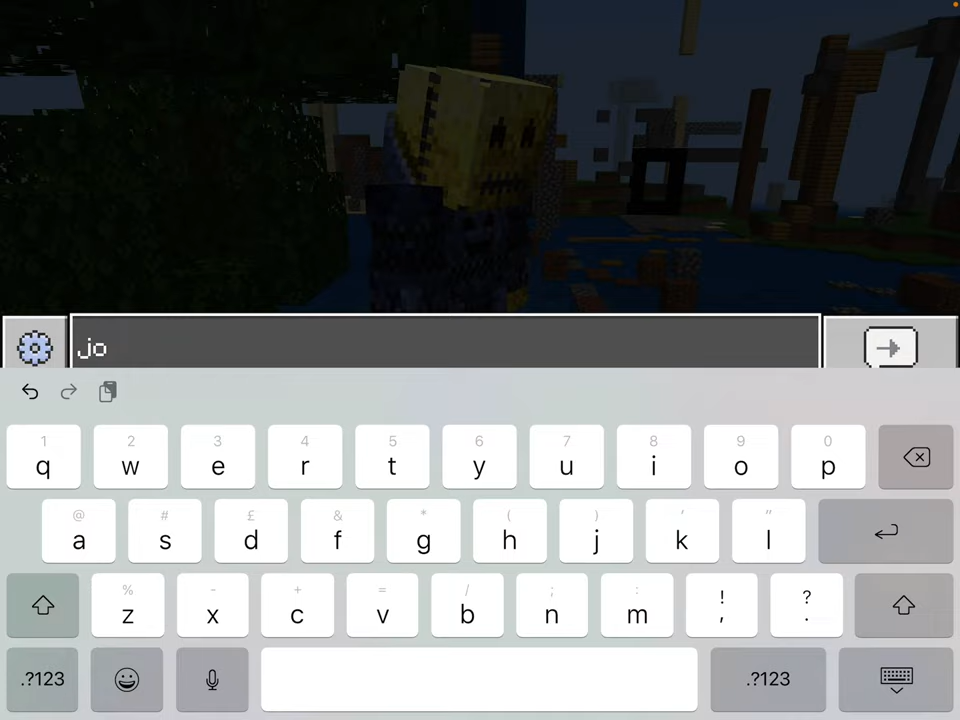 jo
1 2 3 4 5 6 7 8 9 0
q w e r t y u i o p
@ # £ & * ( ) ' "
a s d f g h j k l
% - + = / ; : ! ?
z x c v b n m , .
.?123 .?123